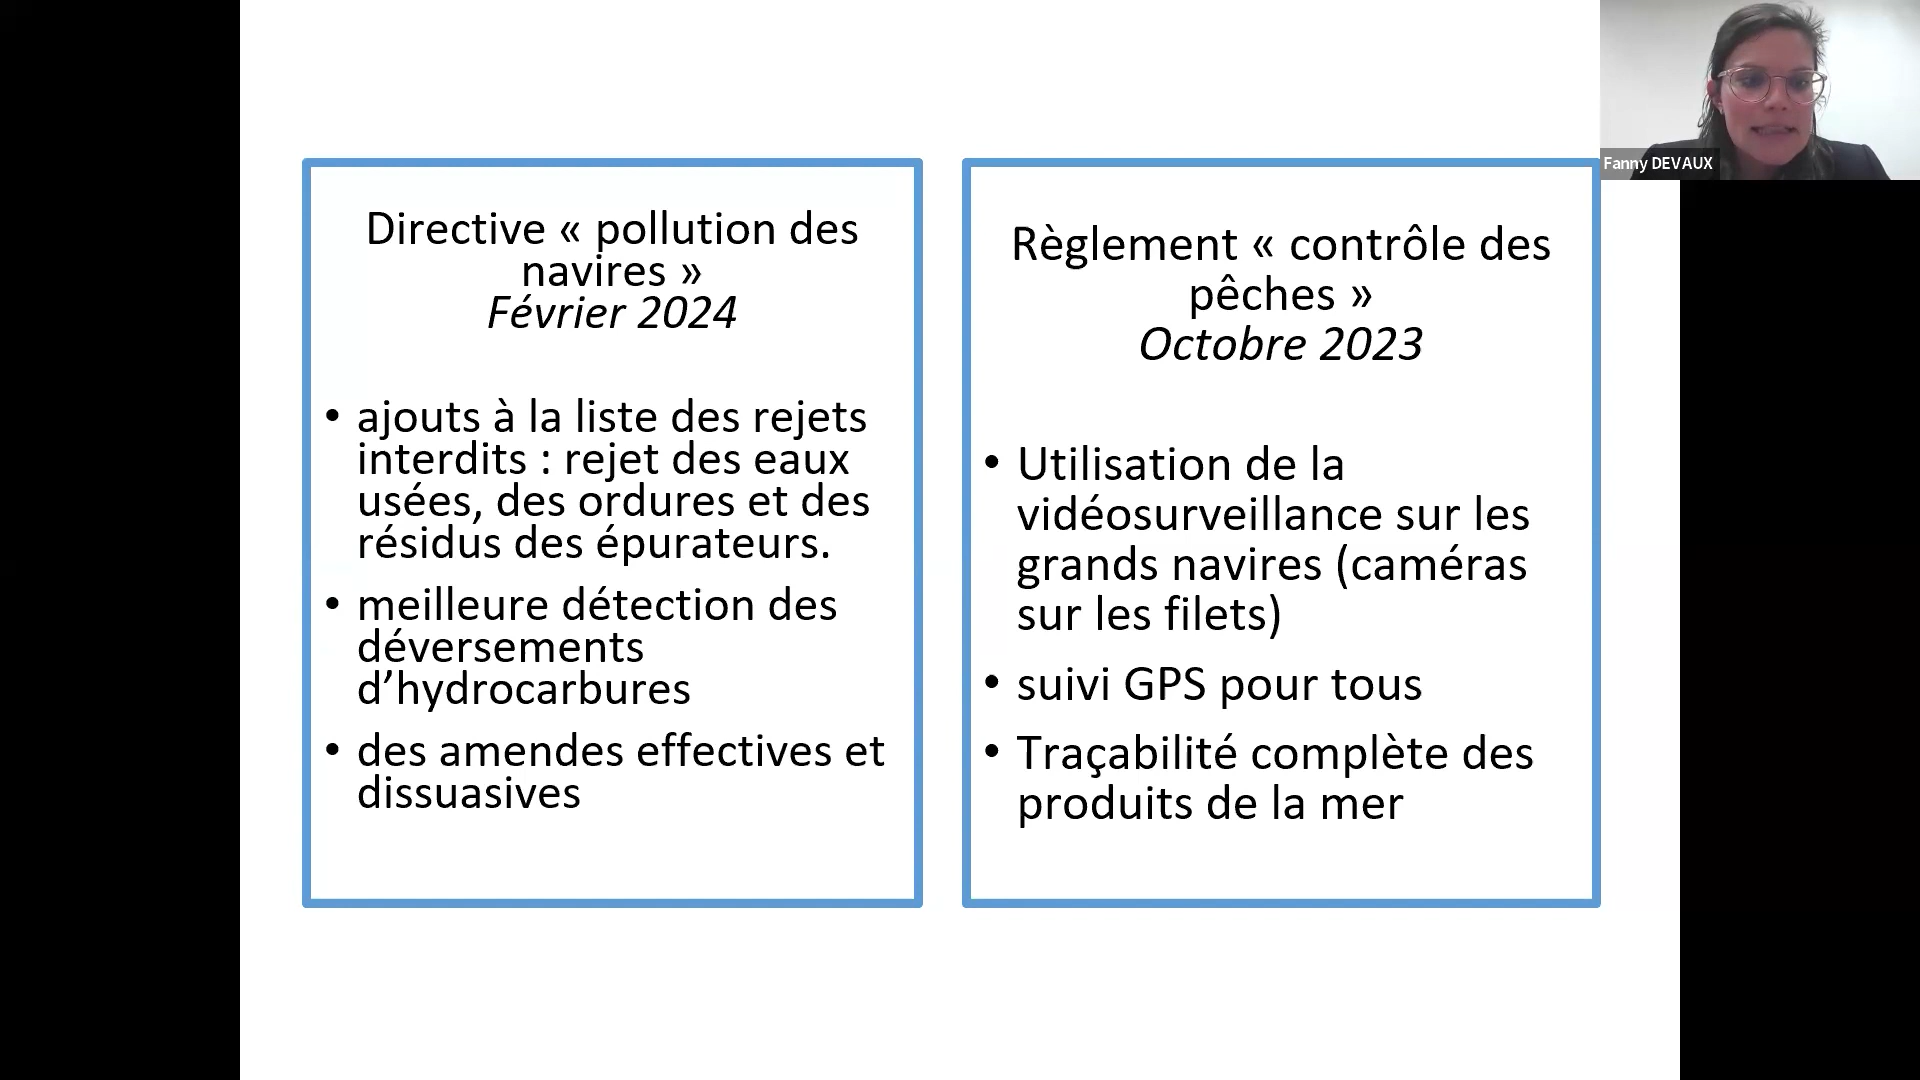 Directive « pollution des
navires »
Février 2024
• ajouts à la liste des rejets
interdits : rejet des eaux
usées, des ordures et des
résidus des épurateurs.
• meilleure détection des
déversements
d’hydrocarbures
• des amendes effectives et
dissuasives
Règlement « contrôle des
pêches »
Octobre 2023
• Utilisation de la
vidéosurveillance sur les
grands navires (caméras
sur les filets)
• suivi GPS pour tous
• Traçabilité complète des
produits de la mer
Fanny DEVAUX